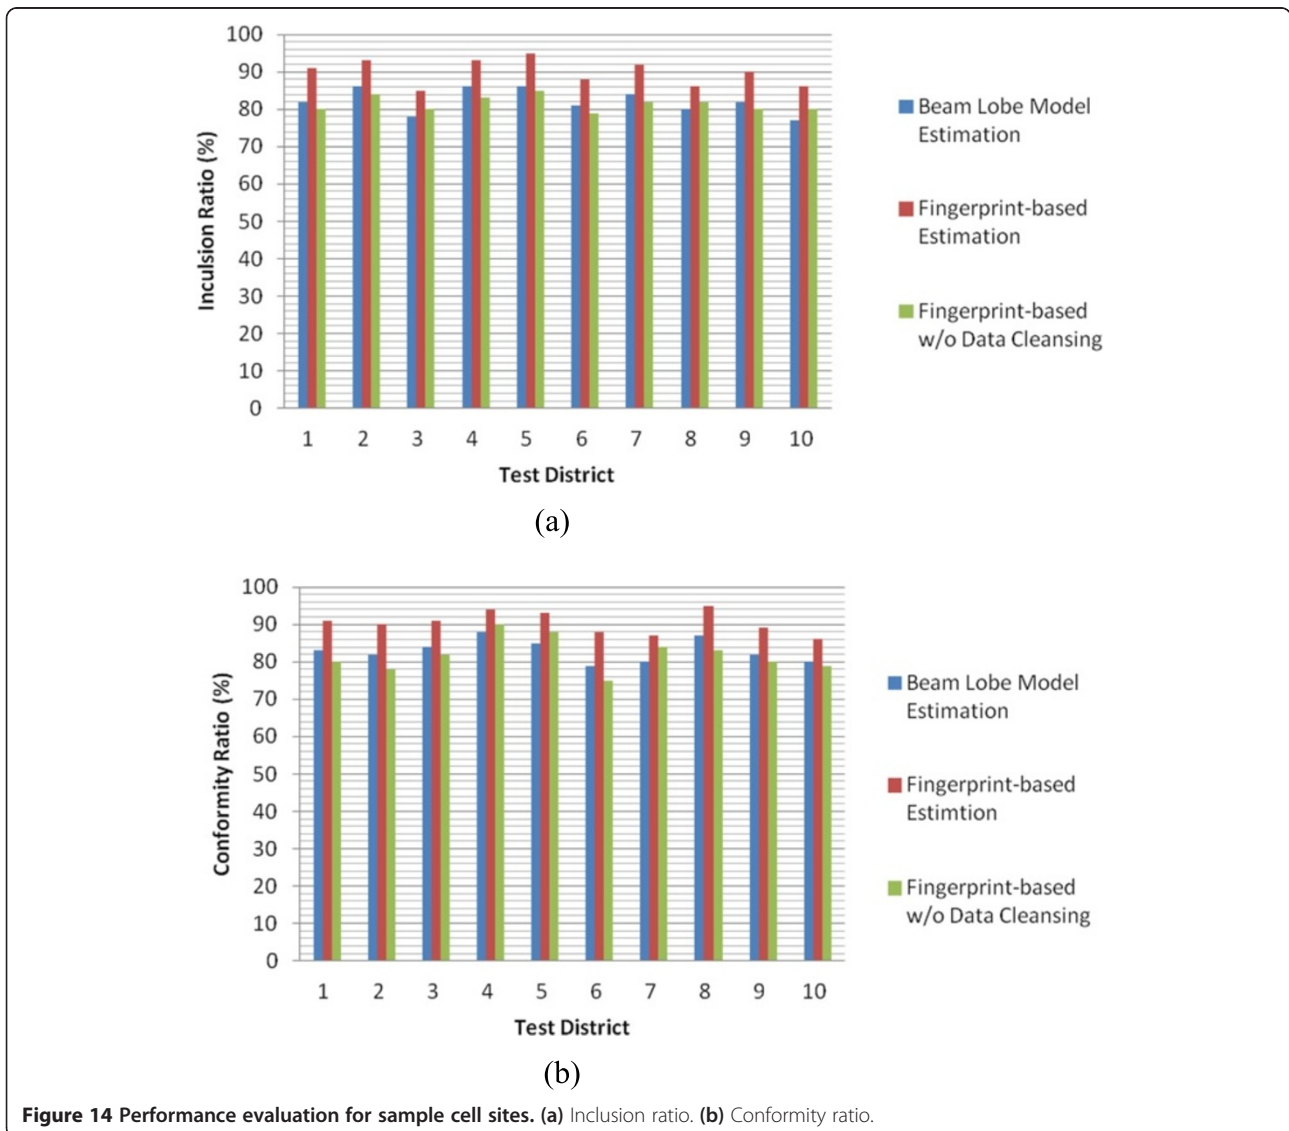 100
90
80
70
60
50
40
30
20
10
0
Inculsion Ratio (%)
1 2 3 4 5 6 7 8 9 10
Test District
Beam Lobe Model
Estimation
Fingerprint-based
Estimation
Fingerprint-based
w/o Data Cleansing
(a)
100
90
80
70
60
50
40
30
20
10
0
Conformity Ratio (%)
1 2 3 4 5 6 7 8 9 10
Test District
Beam Lobe Model
Estimation
Fingerprint-based
Estimtion
Fingerprint-based
w/o Data Cleansing
(b)
Figure 14 Performance evaluation for sample cell sites. (a) Inclusion ratio. (b) Conformity ratio.